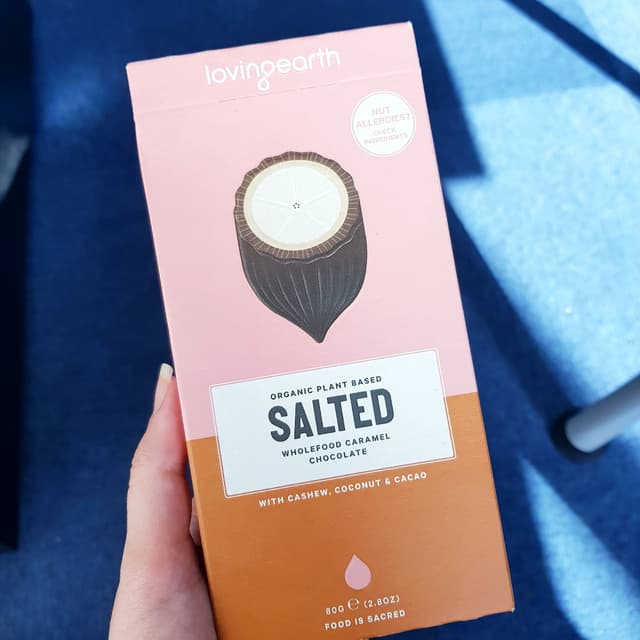 lovingearth
NUT
ALLERGIES?
CHECK
INGREDIENTS
ORGANIC PLANT BASED
SALTED
WHOLEFOOD CARAMEL
CHOCOLATE
WITH CASHEW, COCONUT & CACAO
80G ℮ (2.8OZ)
FOOD IS SACRED